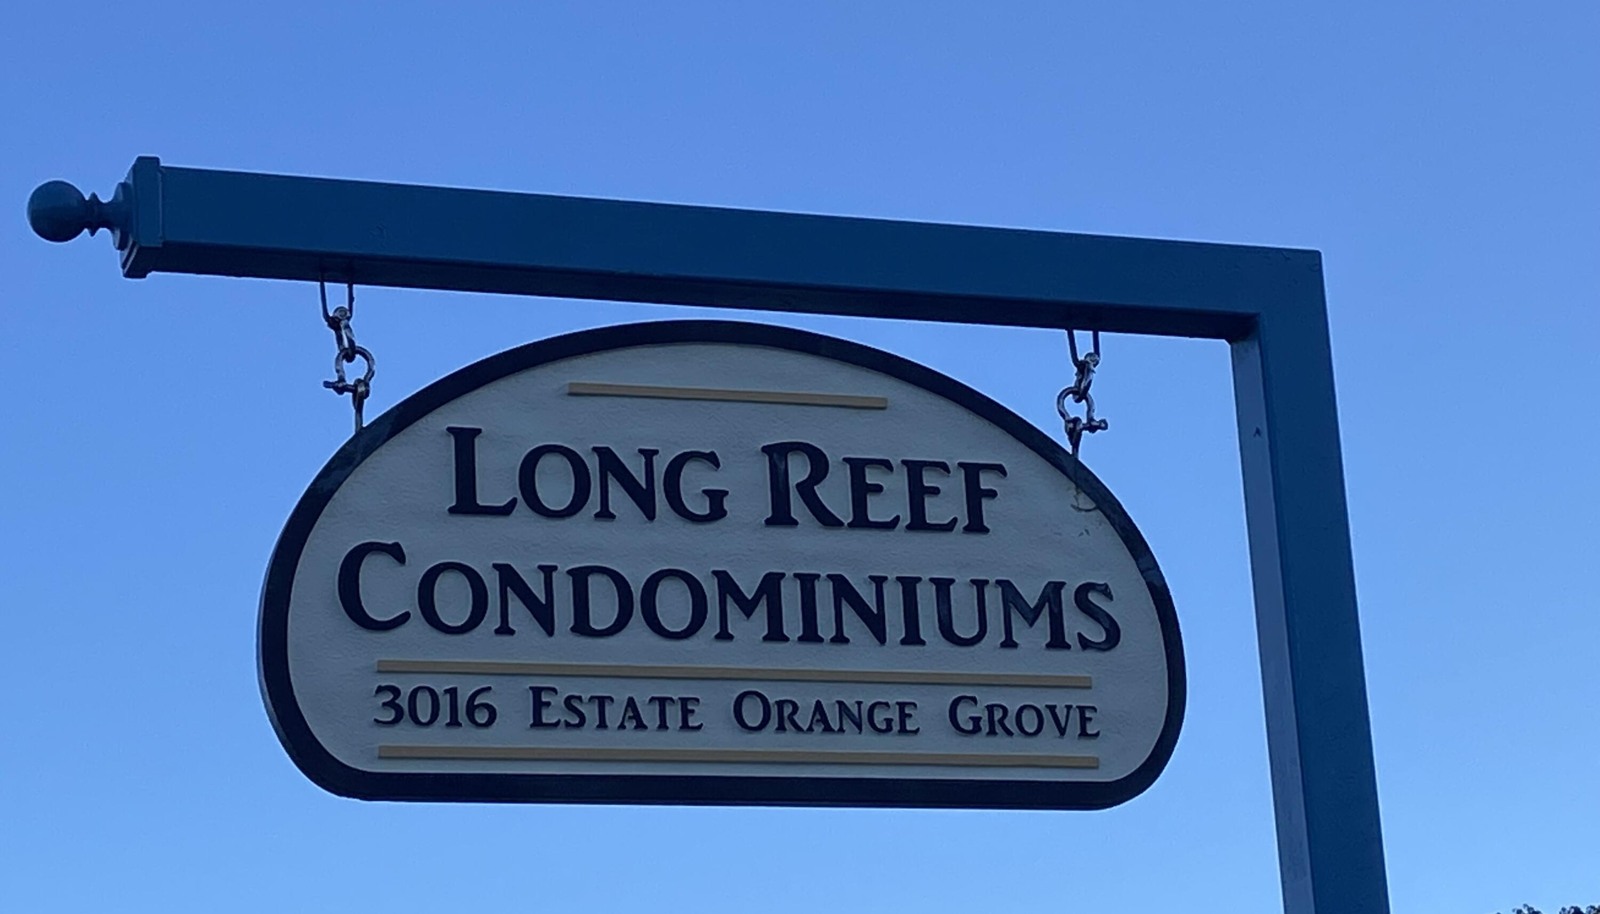 LONG REEF
CONDOMINIUMS
3016 ESTATE ORANGE GROVE